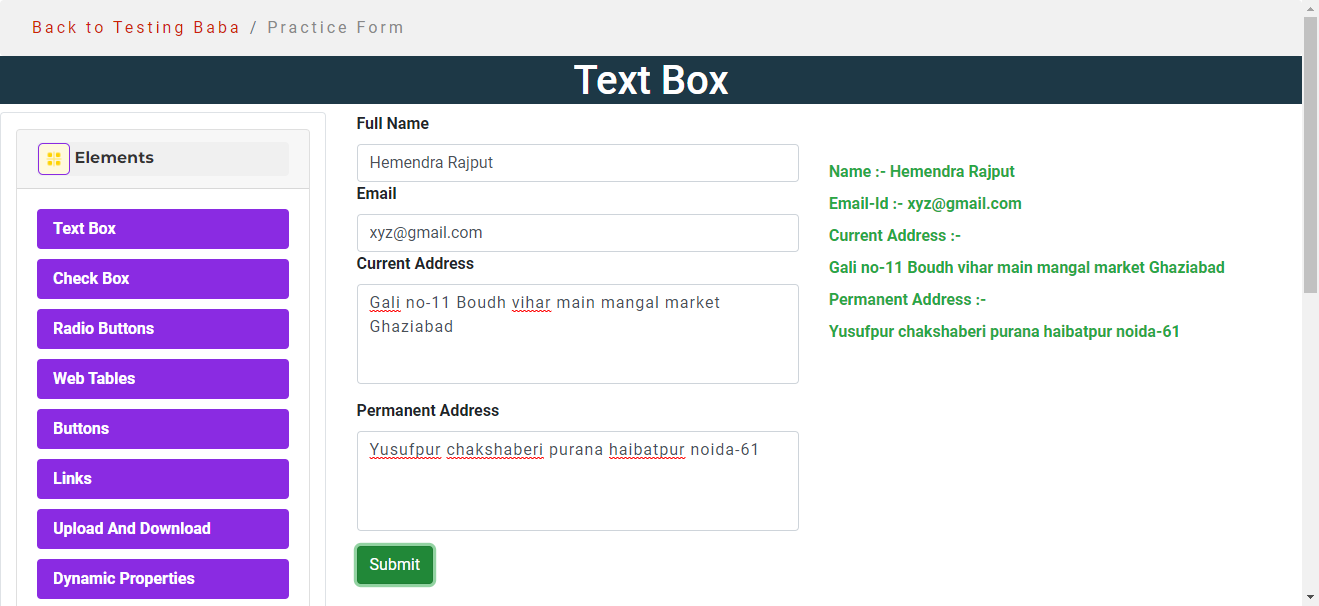 Back to Testing Baba / Practice Form
Text Box
Elements
Text Box
Check Box
Radio Buttons
Web Tables
Buttons
Links
Upload And Download
Dynamic Properties
Full Name
Hemendra Rajput
Email
xyz@gmail.com
Current Address
Gali no-11 Boudh vihar main mangal market
Ghaziabad
Permanent Address
Yusufpur chakshaberi purana haibatpur noida-61
Submit
Name :- Hemendra Rajput
Email-Id :- xyz@gmail.com
Current Address :-
Gali no-11 Boudh vihar main mangal market Ghaziabad
Permanent Address :-
Yusufpur chakshaberi purana haibatpur noida-61